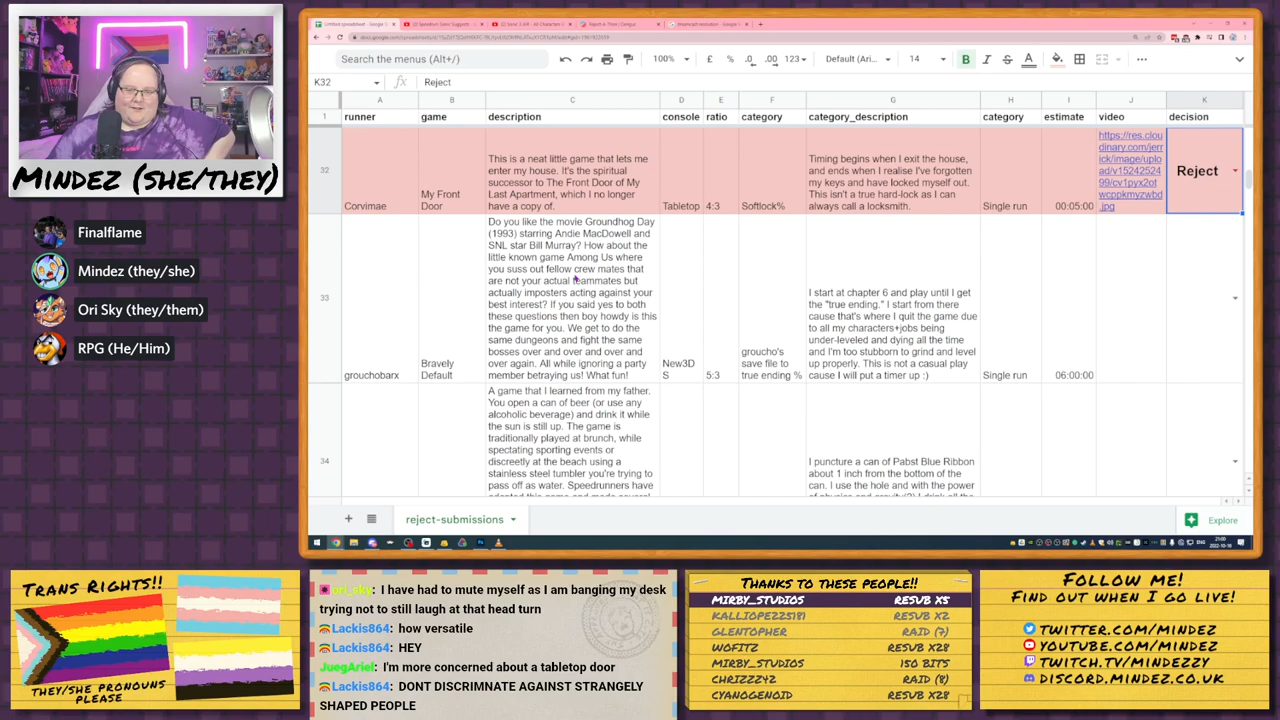 Search the menus (Alt+/)
100%
£
%
.0
.00
123
Default (Ari...
14
B
I
S
A
K32
fx
Reject
A
B
C
D
E
F
G
H
I
J
K
1
runner
game
description
console
ratio
category
category_description
category
estimate
video
decision
32
Corvimae
My Front
Door
This is a neat little game that lets me
enter my house. It's the spiritual
successor to The Front Door of My
Last Apartment, which I no longer
have a copy of.
Tabletop
4:3
Softlock%
Timing begins when I exit the house,
and ends when I realise I've forgotten
my keys and have locked myself out.
This isn't a true hard-lock as I can
always call a locksmith.
Single run
00:05:00
https://res.clou
dinary.com/jerr
ick/image/uplo
ad/v15242524
99/cv1pyx2ot
wcppkmyzwbd
.jpg
Reject
33
grouchobarx
Bravely
Default
Do you like the movie Groundhog Day
(1993) starring Andie MacDowell and
SNL star Bill Murray? How about the
little known game Among Us where
you suss out fellow crew mates that
are not your actual teammates but
actually imposters acting against your
best interest? If you said yes to both
these questions then boy howdy is this
the game for you. We get to do the
same dungeons and fight the same
bosses over and over and over and
over again. All while ignoring a party
member betraying us! What fun!
New3D
S
5:3
groucho's
save file to
true ending %
I start at chapter 6 and play until I get
the "true ending." I start from there
cause that's where I quit the game due
to all my characters+jobs being
under-leveled and dying all the time
and I'm too stubborn to grind and level
up properly. This is not a casual play
cause I will put a timer up :)
Single run
06:00:00
34
A game that I learned from my father.
You open a can of beer (or use any
alcoholic beverage) and drink it while
the sun is still up. The game is
traditionally played at brunch, while
spectating sporting events or
discreetly at the beach using a
stainless steel tumbler you're trying to
pass off as water. Speedrunners have
I puncture a can of Pabst Blue Ribbon
about 1 inch from the bottom of the
can. I use the hole and with the power
reject-submissions
Explore
Mindez (she/they)
Finalflame
Mindez (they/she)
Ori Sky (they/them)
RPG (He/Him)
Trans Rights!!
They/she pronouns
please
ori_sky: I have had to mute myself as I am banging my desk
trying not to still laugh at that head turn
Lackis864: how versatile
Lackis864: HEY
JuegAriel: I'm more concerned about a tabletop door
Lackis864: DONT DISCRIMNATE AGAINST STRANGELY
SHAPED PEOPLE
Thanks to these people!!
mirby_studios Resub x5
kalliope225181 Resub x2
glentopher Raid (7)
wofitz Resub x28
mirby_studios 150 bits
chrizzz42 Raid (8)
cyanogenoid Resub x28
Follow me!
Find out when I go live!
twitter.com/mindez
youtube.com/mindez
twitch.tv/mindezzy
discord.mindez.co.uk